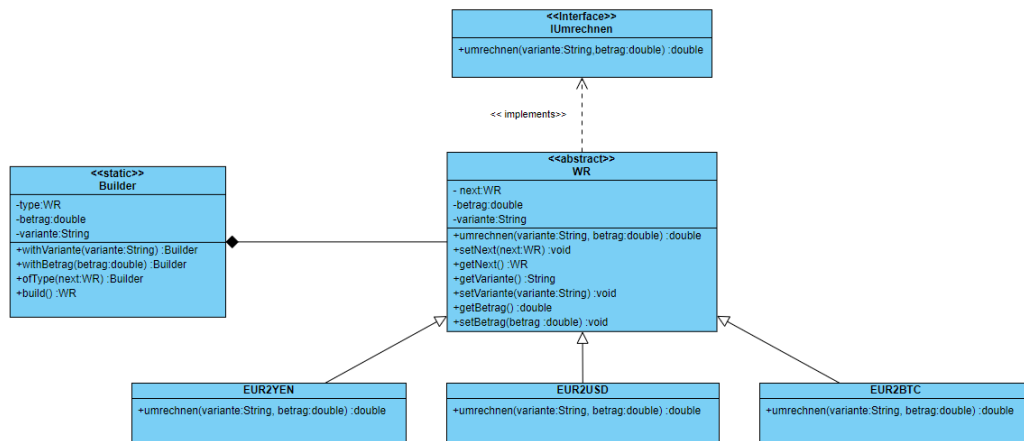 <<Interface>>
IUmrechnen
+umrechnen(variante:String,betrag:double) :double
<< implements>>
<<static>>
Builder
-type:WR
-betrag:double
-variante:String
+withVariante(variante:String) :Builder
+withBetrag(betrag:double) :Builder
+ofType(next:WR) :Builder
+build() :WR
<<abstract>>
WR
- next:WR
-betrag:double
-variante:String
+umrechnen(variante:String, betrag:double) :double
+setNext(next:WR) :void
+getNext() :WR
+getVariante() :String
+setVariante(variante:String) :void
+getBetrag() :double
+setBetrag(betrag :double) :void
EUR2YEN
+umrechnen(variante:String, betrag:double) :double
EUR2USD
+umrechnen(variante:String, betrag:double) :double
EUR2BTC
+umrechnen(variante:String, betrag:double) :double